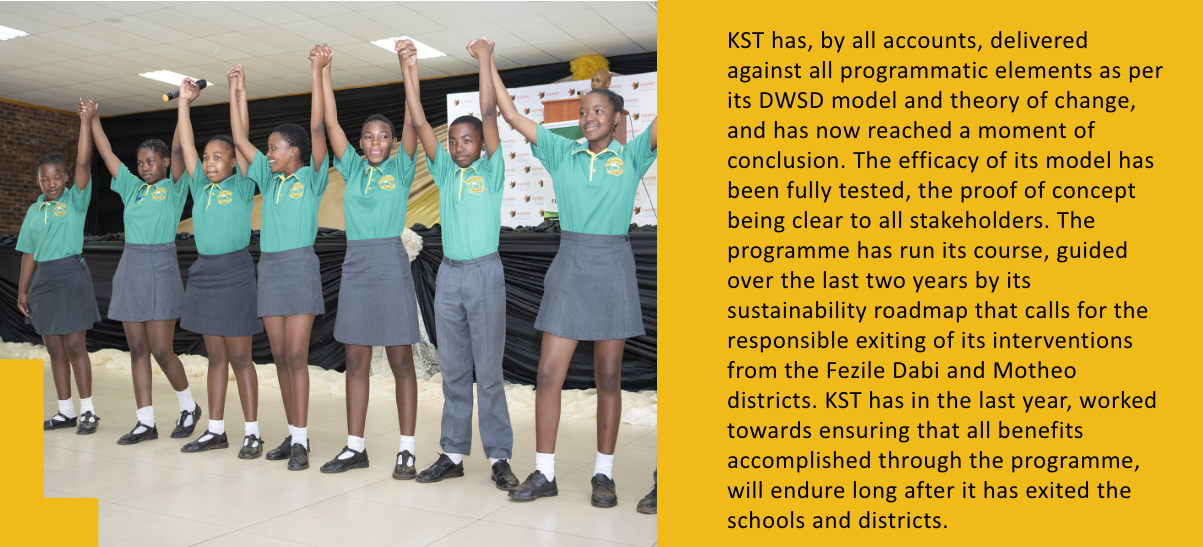 KST has, by all accounts, delivered
against all programmatic elements as per
its DWSD model and theory of change,
and has now reached a moment of
conclusion. The efficacy of its model has
been fully tested, the proof of concept
being clear to all stakeholders. The
programme has run its course, guided
over the last two years by its
sustainability roadmap that calls for the
responsible exiting of its interventions
from the Fezile Dabi and Motheo
districts. KST has in the last year, worked
towards ensuring that all benefits
accomplished through the programme,
will endure long after it has exited the
schools and districts.